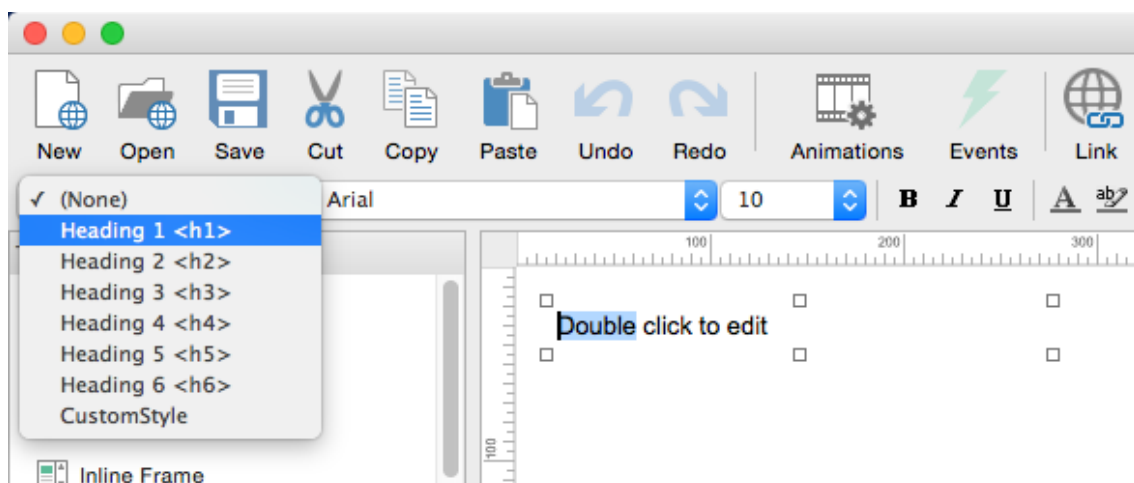 New Open Save Cut Copy Paste Undo Redo Animations Events Link
✓ (None) Arial 10 B I U A ab
Heading 1 <h1>
100 200 300
Heading 2 <h2>
Heading 3 <h3>
Heading 4 <h4>
Double click to edit
Heading 5 <h5>
Heading 6 <h6>
CustomStyle
100
Inline Frame